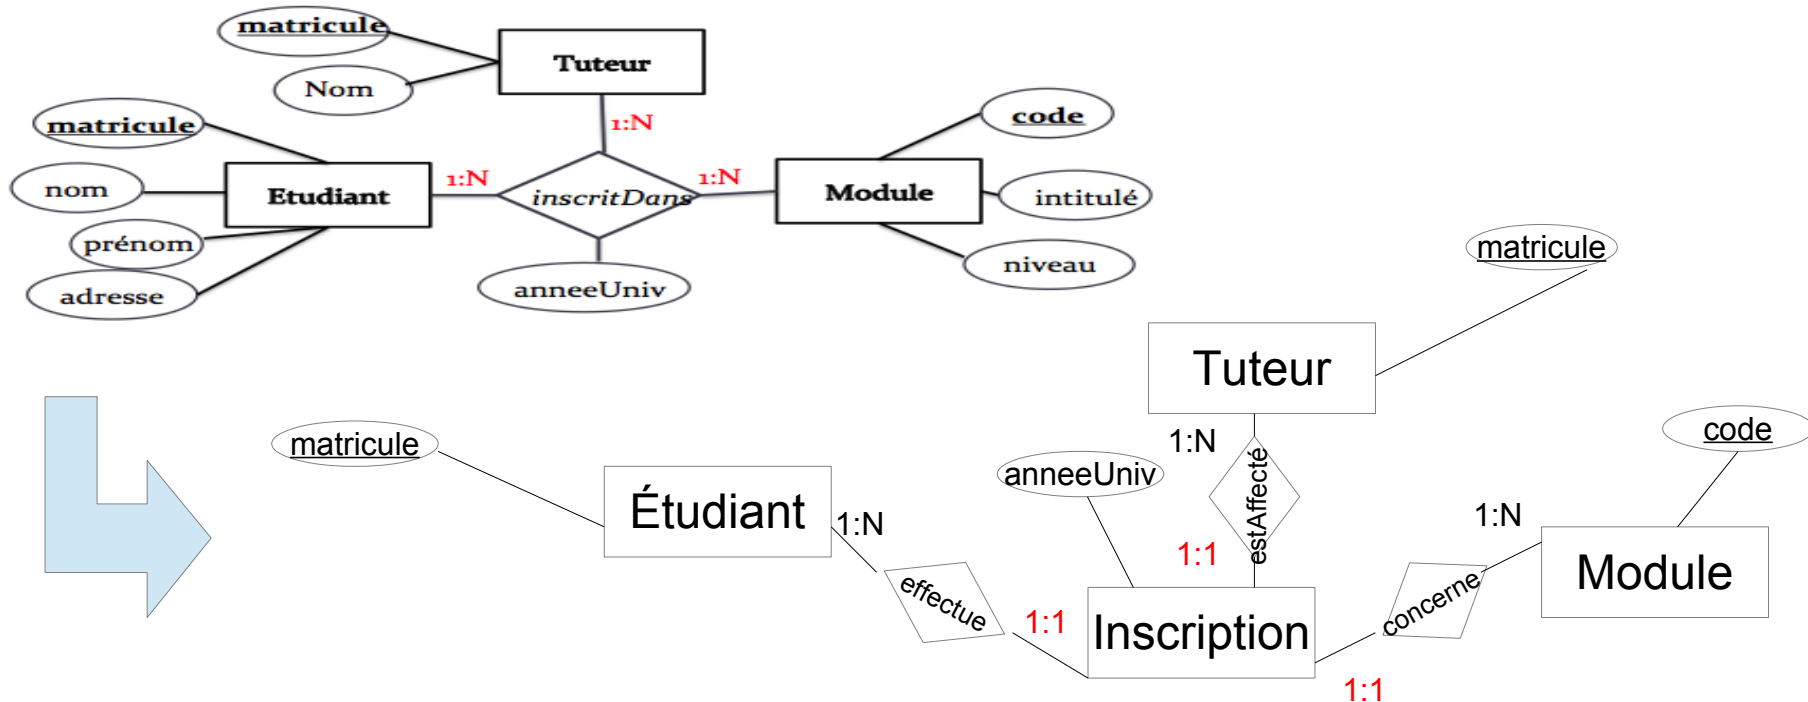 matricule
Tuteur
Nom
1:N
code
matricule
1:N
1:N
nom
Etudiant
inscritDans
Module
intitulé
prénom
niveau
adresse
anneeUniv
matricule
Tuteur
1:N
code
matricule
anneeUniv
estAffecté
Étudiant
1:N
1:N
Module
1:1
effectue
concerne
1:1
Inscription
1:1